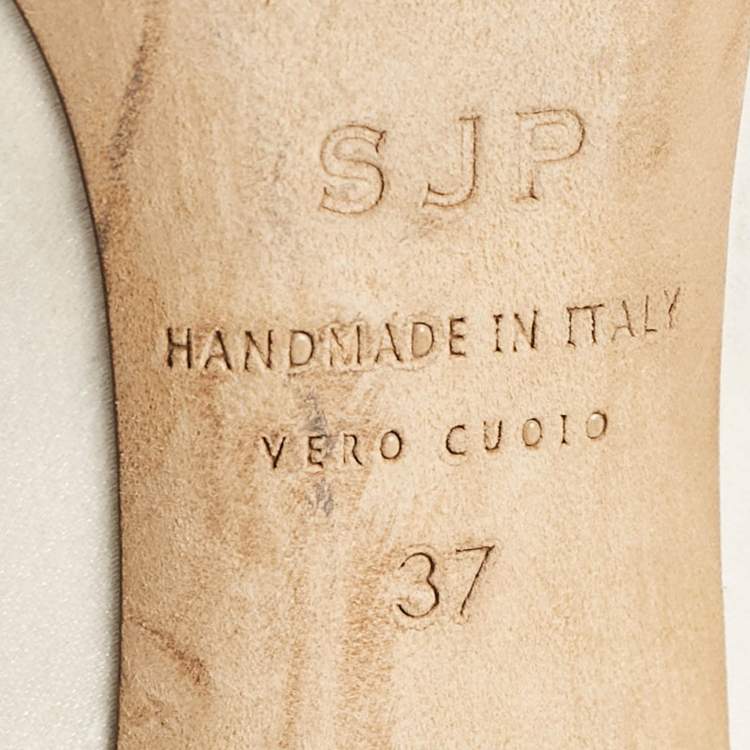 SJP
HANDMADE IN ITALY
VERO CUOIO
37